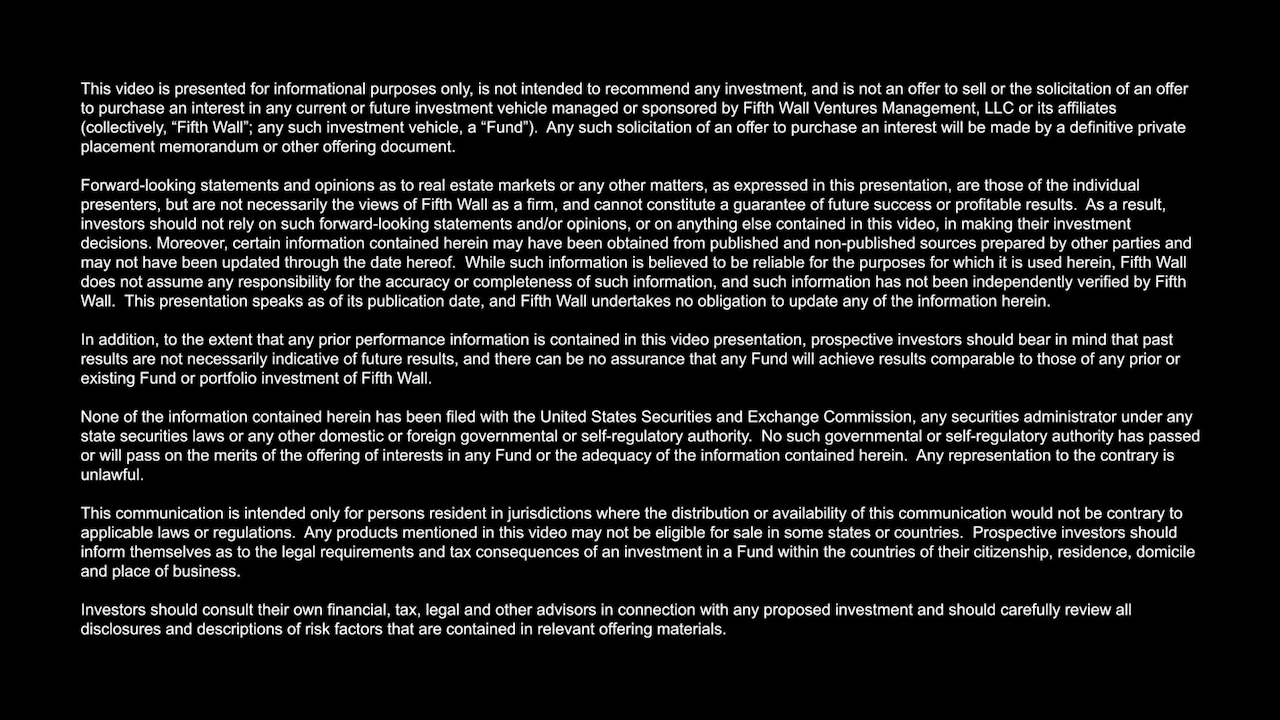 This video is presented for informational purposes only, is not intended to recommend any investment, and is not an offer to sell or the solicitation of an offer
to purchase an interest in any current or future investment vehicle managed or sponsored by Fifth Wall Ventures Management, LLC or its affiliates
(collectively, “Fifth Wall”; any such investment vehicle, a “Fund”).  Any such solicitation of an offer to purchase an interest will be made by a definitive private
placement memorandum or other offering document.
Forward-looking statements and opinions as to real estate markets or any other matters, as expressed in this presentation, are those of the individual
presenters, but are not necessarily the views of Fifth Wall as a firm, and cannot constitute a guarantee of future success or profitable results.  As a result,
investors should not rely on such forward-looking statements and/or opinions, or on anything else contained in this video, in making their investment
decisions. Moreover, certain information contained herein may have been obtained from published and non-published sources prepared by other parties and
may not have been updated through the date hereof.  While such information is believed to be reliable for the purposes for which it is used herein, Fifth Wall
does not assume any responsibility for the accuracy or completeness of such information, and such information has not been independently verified by Fifth
Wall.  This presentation speaks as of its publication date, and Fifth Wall undertakes no obligation to update any of the information herein.
In addition, to the extent that any prior performance information is contained in this video presentation, prospective investors should bear in mind that past
results are not necessarily indicative of future results, and there can be no assurance that any Fund will achieve results comparable to those of any prior or
existing Fund or portfolio investment of Fifth Wall.
None of the information contained herein has been filed with the United States Securities and Exchange Commission, any securities administrator under any
state securities laws or any other domestic or foreign governmental or self-regulatory authority.  No such governmental or self-regulatory authority has passed
or will pass on the merits of the offering of interests in any Fund or the adequacy of the information contained herein.  Any representation to the contrary is
unlawful.
This communication is intended only for persons resident in jurisdictions where the distribution or availability of this communication would not be contrary to
applicable laws or regulations.  Any products mentioned in this video may not be eligible for sale in some states or countries.  Prospective investors should
inform themselves as to the legal requirements and tax consequences of an investment in a Fund within the countries of their citizenship, residence, domicile
and place of business.
Investors should consult their own financial, tax, legal and other advisors in connection with any proposed investment and should carefully review all
disclosures and descriptions of risk factors that are contained in relevant offering materials.